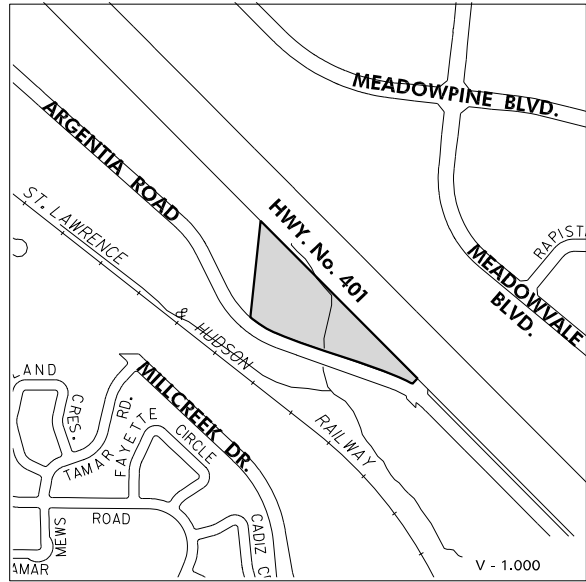 MEADOWPINE BLVD.
ARGENTIA ROAD
ST. LAWRENCE
& HUDSON
RAILWAY
HWY. No. 401
RAPISTA
MEADOWVALE
BLVD.
MILLCREEK DR.
LAND
CRES.
TAMAR RD.
FAYETTE
CIRCLE
ROAD
MEWS
AMAR
CADIZ C
V - 1.000